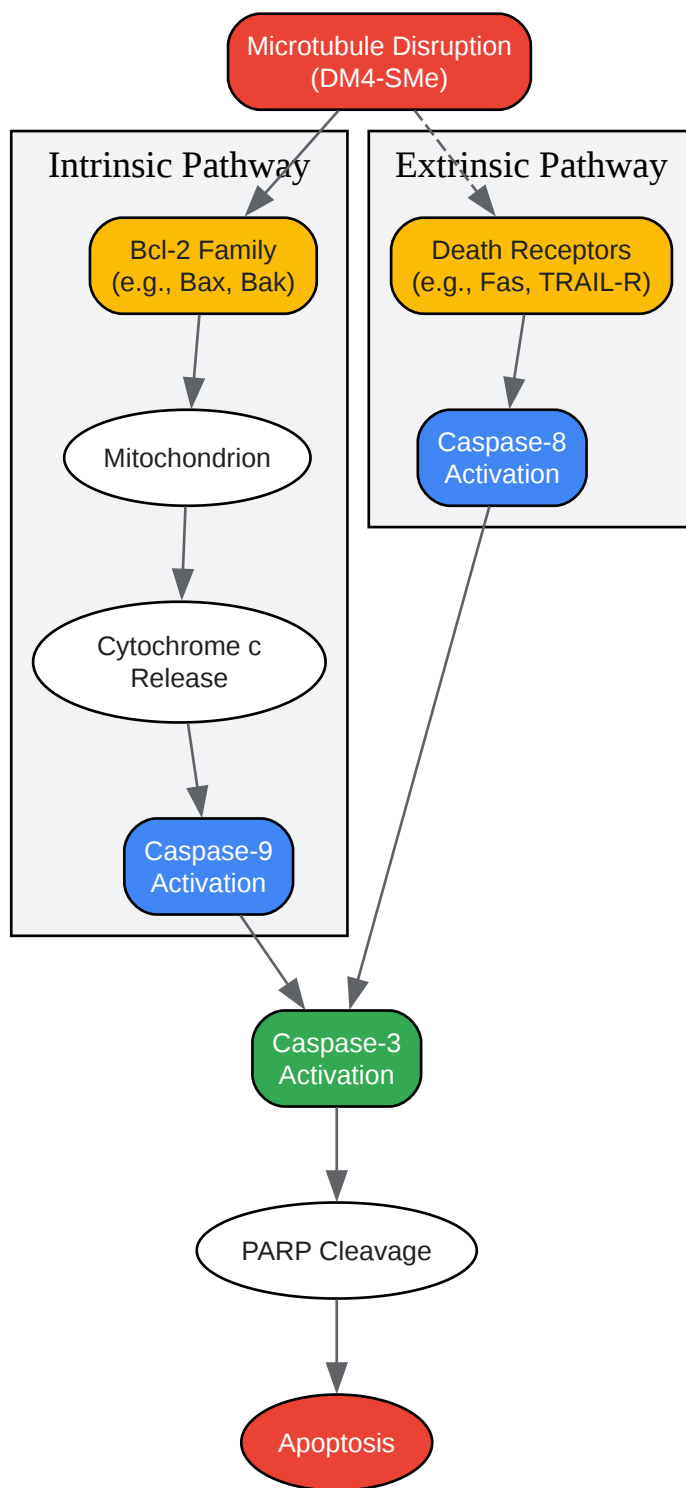 Microtubule Disruption
(DM4-SMe)
Intrinsic Pathway
Extrinsic Pathway
Bcl-2 Family
(e.g., Bax, Bak)
Death Receptors
(e.g., Fas, TRAIL-R)
Mitochondrion
Caspase-8
Activation
Cytochrome c
Release
Caspase-9
Activation
Caspase-3
Activation
PARP Cleavage
Apoptosis